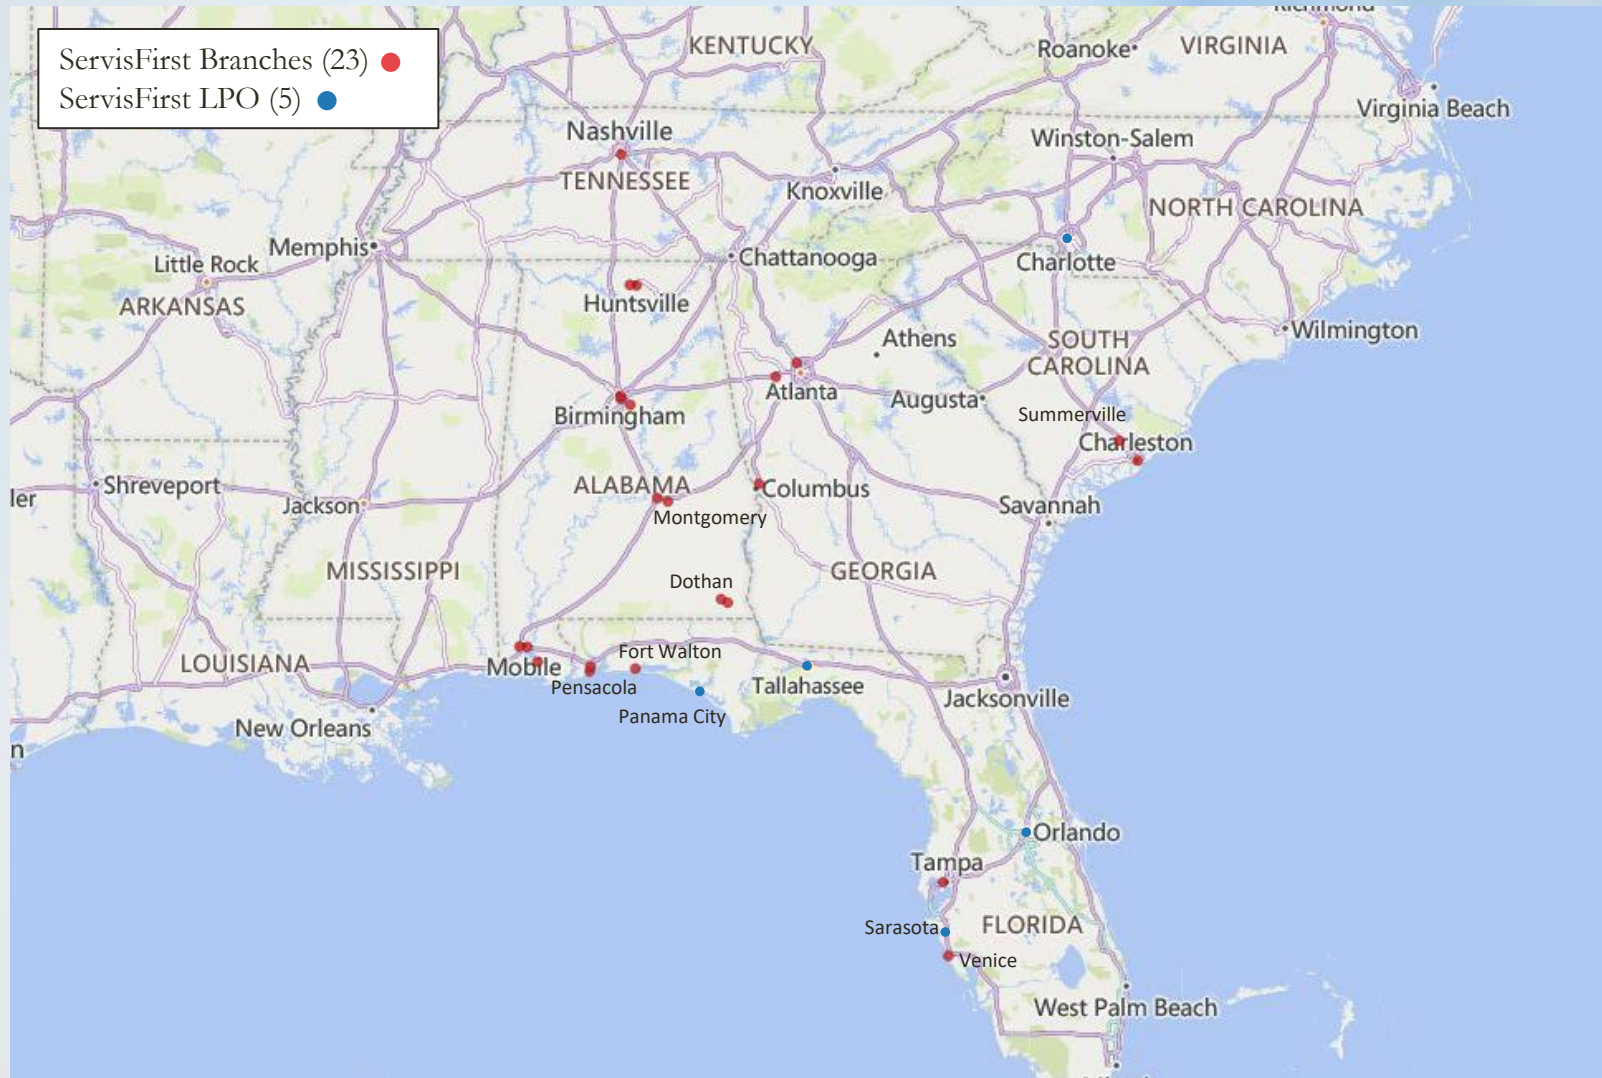 ServisFirst Branches (23)
ServisFirst LPO (5)
KENTUCKY
Roanoke
VIRGINIA
Richmond
Virginia Beach
Nashville
Winston-Salem
TENNESSEE
Knoxville
NORTH CAROLINA
Memphis
Chattanooga
Charlotte
Little Rock
ARKANSAS
Huntsville
Wilmington
Athens
SOUTH
CAROLINA
Atlanta
Augusta
Birmingham
Summerville
Charleston
Shreveport
ALABAMA
Columbus
ler
Jackson
Savannah
Montgomery
MISSISSIPPI
Dothan
GEORGIA
LOUISIANA
Mobile
Fort Walton
Pensacola
Tallahassee
Jacksonville
Panama City
New Orleans
n
Orlando
Tampa
Sarasota
FLORIDA
Venice
West Palm Beach